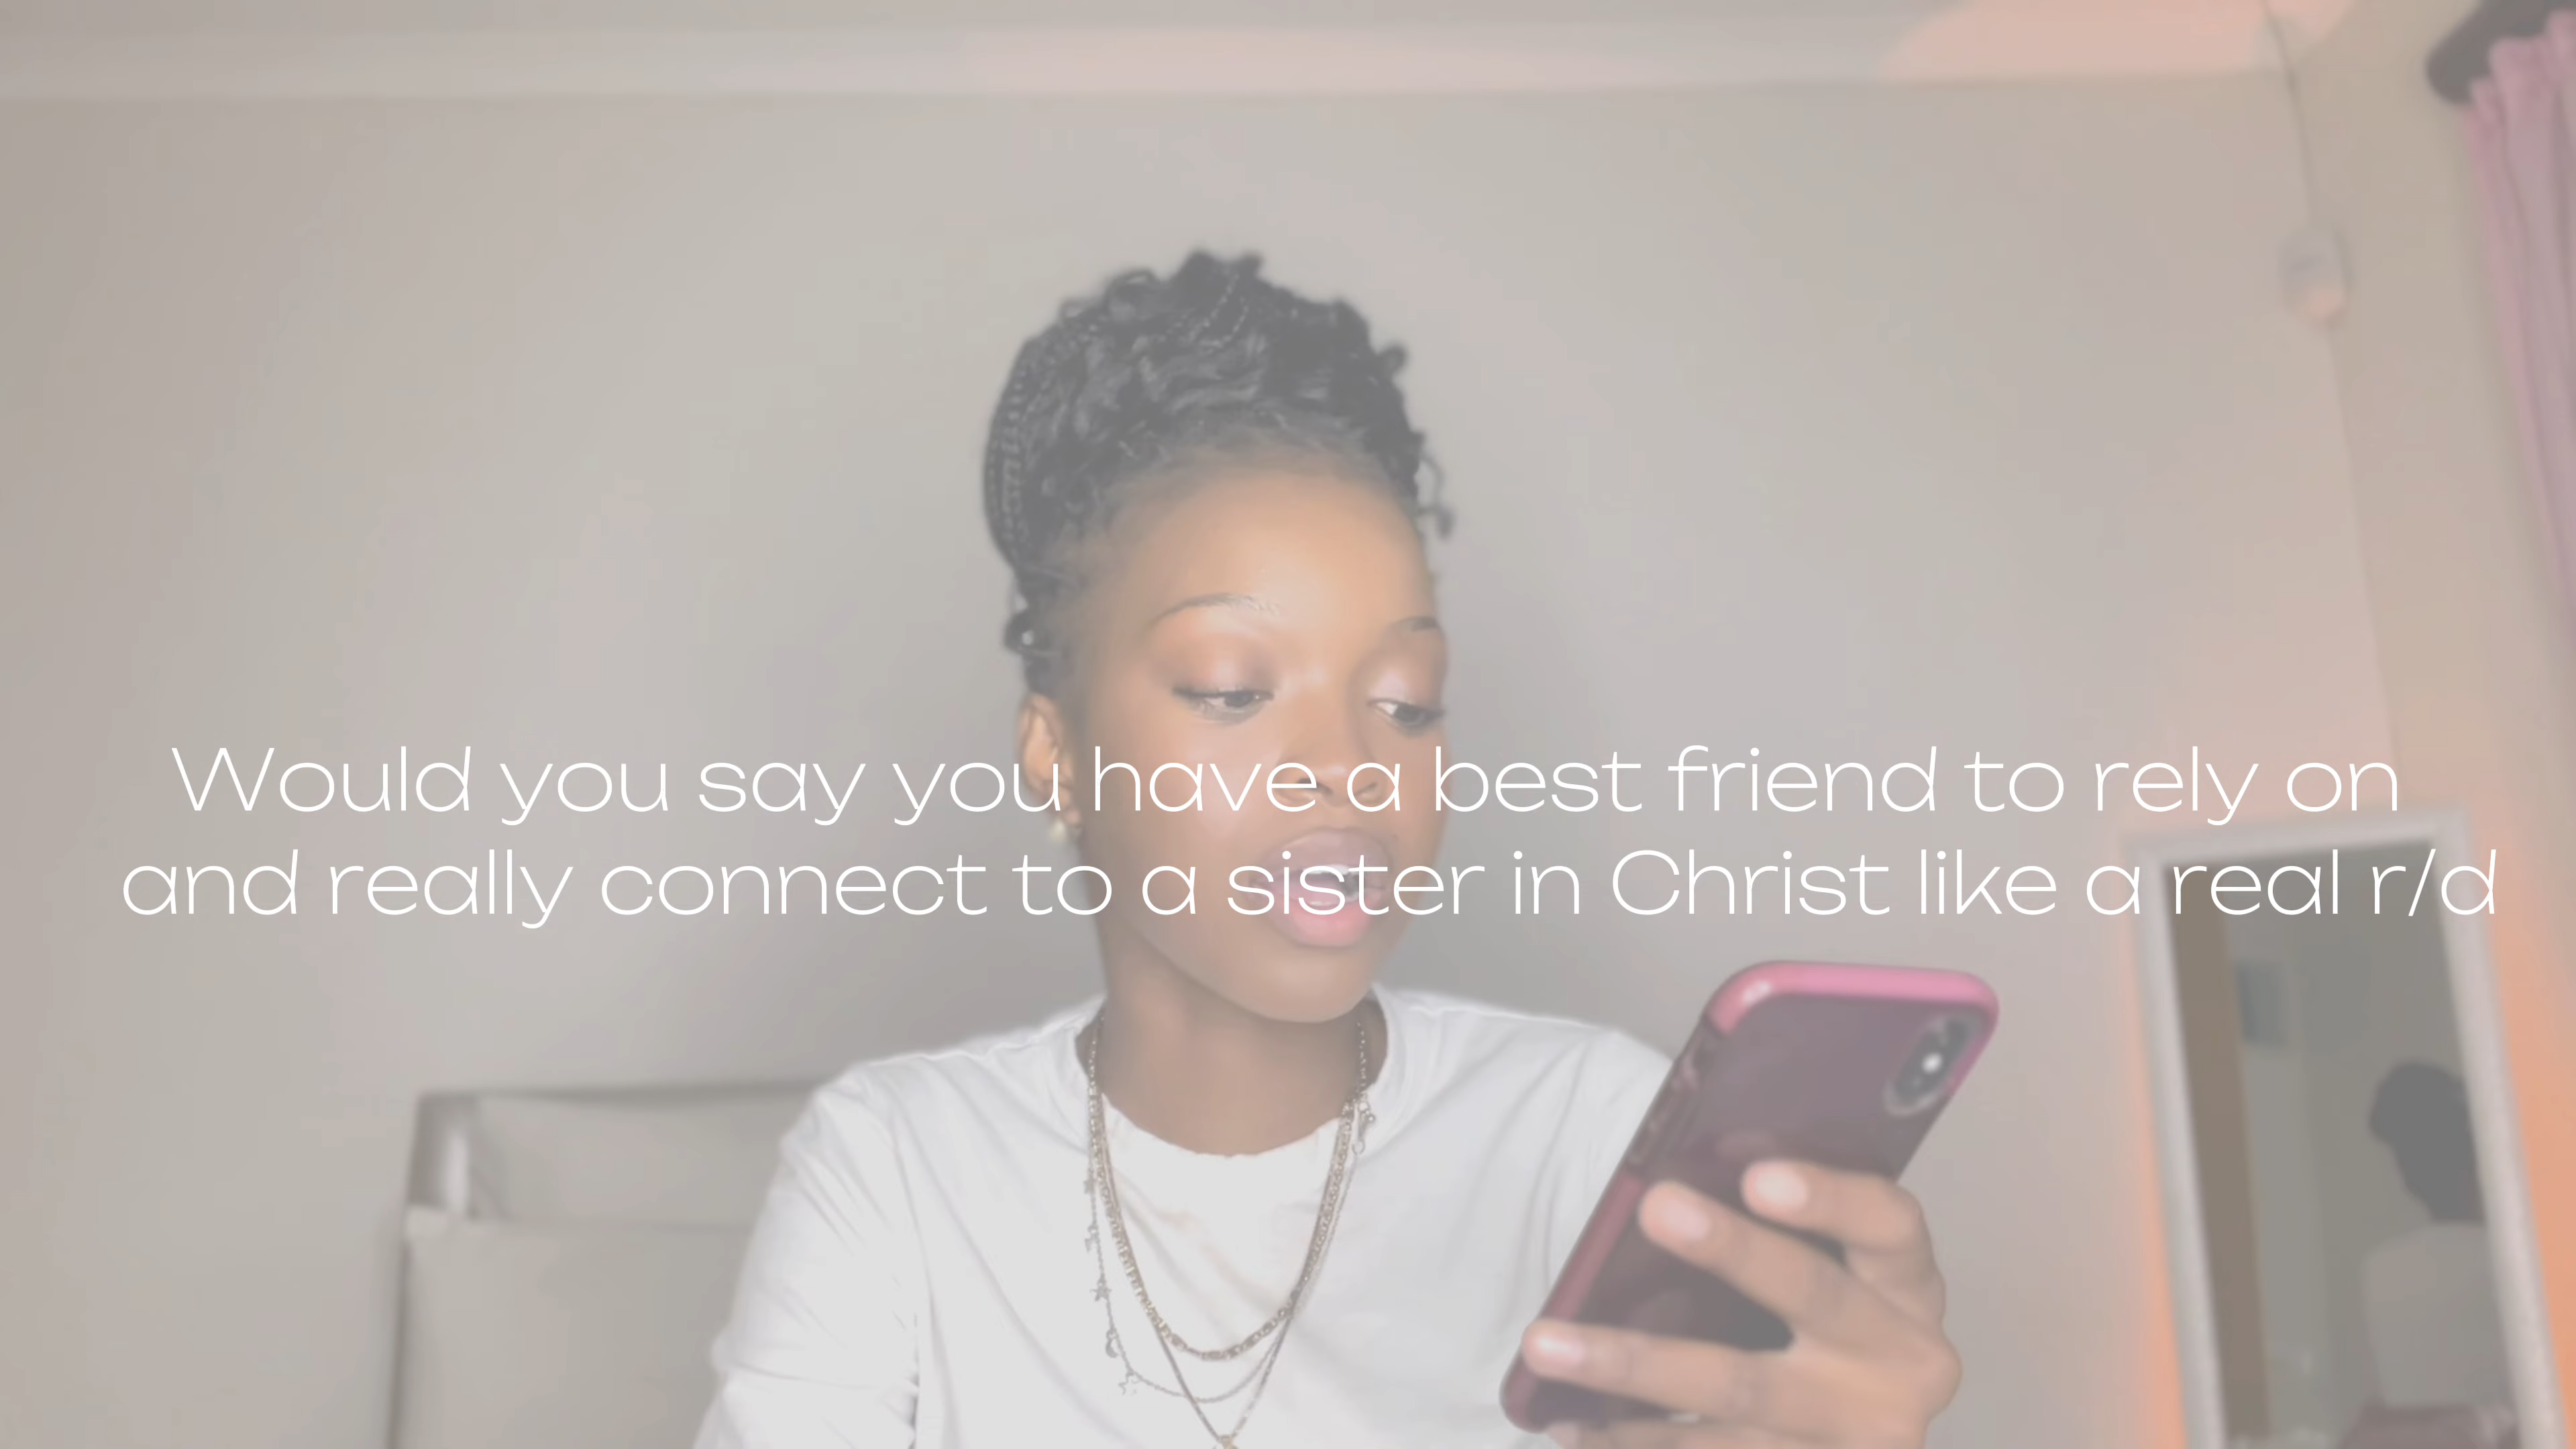 Would you say you have a best friend to rely on
and really connect to a sister in Christ like a real r/d